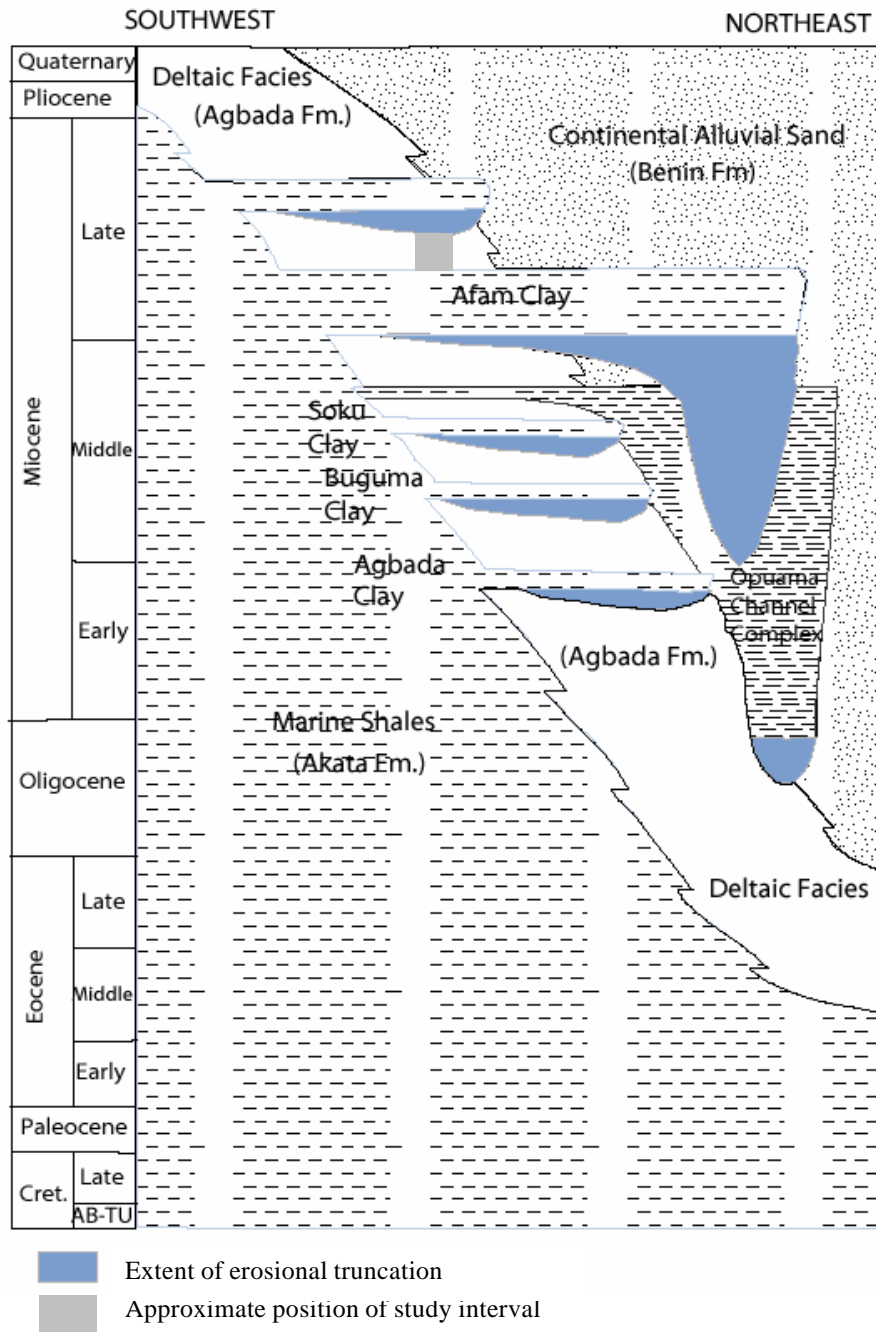 SOUTHWEST
NORTHEAST
Quaternary
Pliocene
Miocene
Late
Middle
Early
Oligocene
Eocene
Late
Middle
Early
Paleocene
Cret.
Late
AB-TU
Deltaic Facies
(Agbada Fm.)
Continental Alluvial Sand
(Benin Fm)
Afam Clay
Soku
Clay
Buguma
Clay
Agbada
Clay
Opuama
Channel
Complex
(Agbada Fm.)
Marine Shales
(Akata Fm.)
Deltaic Facies
Extent of erosional truncation
Approximate position of study interval